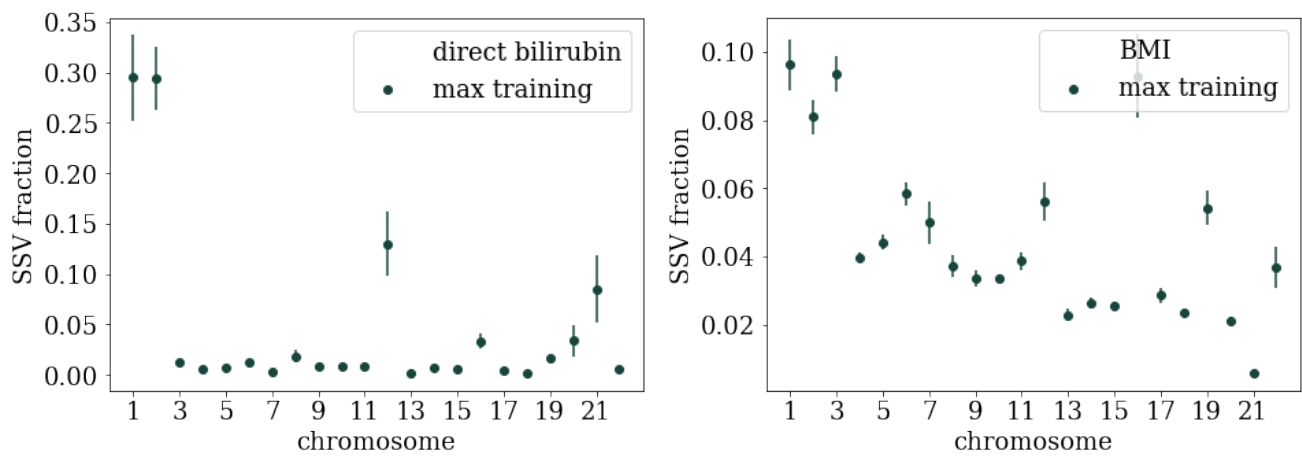 direct bilirubin
max training
SSV fraction
0.35
0.30
0.25
0.20
0.15
0.10
0.05
0.00
1 3 5 7 9 11 13 15 17 19 21
chromosome
BMI
max training
SSV fraction
0.10
0.08
0.06
0.04
0.02
1 3 5 7 9 11 13 15 17 19 21
chromosome